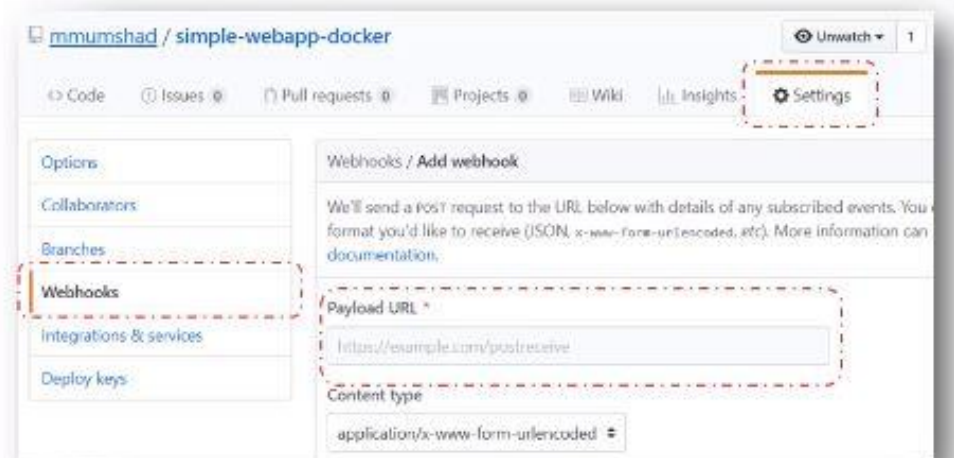 mmumshad / simple-webapp-docker
Unwatch 1
Code Issues 0 Pull requests 0 Projects 0 Wiki Insights Settings
Options
Collaborators
Branches
Webhooks
Integrations & services
Deploy keys
Webhooks / Add webhook
We'll send a POST request to the URL below with details of any subscribed events. You
format you'd like to receive (JSON, x-www-form-urlencoded, etc). More information can
documentation.
Payload URL *
https://example.com/postreceive
Content type
application/x-www-form-urlencoded